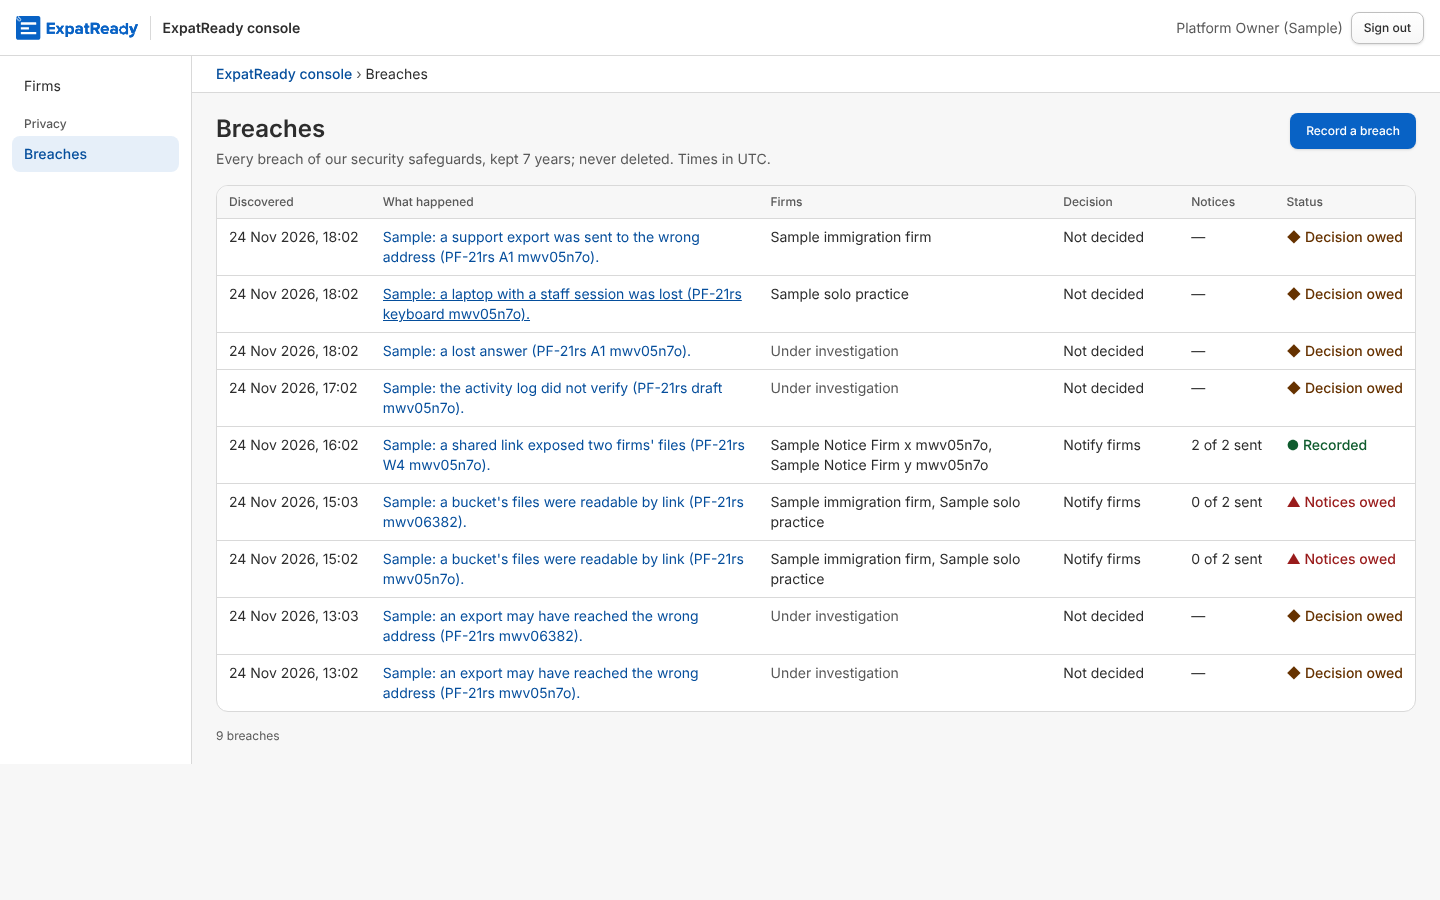 ExpatReady
ExpatReady console
Platform Owner (Sample)
Sign out
Firms
Privacy
Breaches
ExpatReady console › Breaches
Breaches
Record a breach
Every breach of our security safeguards, kept 7 years; never deleted. Times in UTC.
Discovered What happened Firms Decision Notices Status
24 Nov 2026, 18:02 Sample: a support export was sent to the wrong Sample immigration firm Not decided — ◆ Decision owed
address (PF-21rs A1 mwv05n7o).
24 Nov 2026, 18:02 Sample: a laptop with a staff session was lost (PF-21rs Sample solo practice Not decided — ◆ Decision owed
keyboard mwv05n7o).
24 Nov 2026, 18:02 Sample: a lost answer (PF-21rs A1 mwv05n7o). Under investigation Not decided — ◆ Decision owed
24 Nov 2026, 17:02 Sample: the activity log did not verify (PF-21rs draft Under investigation Not decided — ◆ Decision owed
mwv05n7o).
24 Nov 2026, 16:02 Sample: a shared link exposed two firms' files (PF-21rs Sample Notice Firm x mwv05n7o, Notify firms 2 of 2 sent ● Recorded
W4 mwv05n7o). Sample Notice Firm y mwv05n7o
24 Nov 2026, 15:03 Sample: a bucket's files were readable by link (PF-21rs Sample immigration firm, Sample solo Notify firms 0 of 2 sent ▲ Notices owed
mwv06382). practice
24 Nov 2026, 15:02 Sample: a bucket's files were readable by link (PF-21rs Sample immigration firm, Sample solo Notify firms 0 of 2 sent ▲ Notices owed
mwv05n7o). practice
24 Nov 2026, 13:03 Sample: an export may have reached the wrong Under investigation Not decided — ◆ Decision owed
address (PF-21rs mwv06382).
24 Nov 2026, 13:02 Sample: an export may have reached the wrong Under investigation Not decided — ◆ Decision owed
address (PF-21rs mwv05n7o).
9 breaches